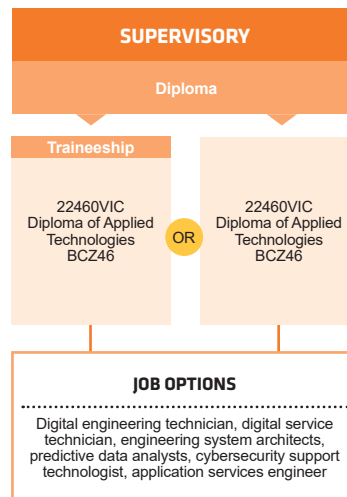 SUPERVISORY
Diploma
Traineeship
22460VIC
Diploma of Applied
Technologies
BCZ46
OR
22460VIC
Diploma of Applied
Technologies
BCZ46
JOB OPTIONS
Digital engineering technician, digital service
technician, engineering system architects,
predictive data analysts, cybersecurity support
technologist, application services engineer